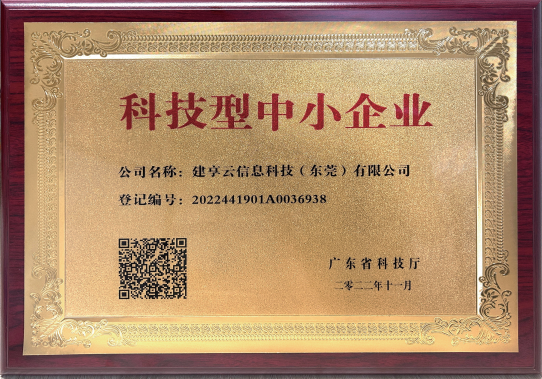 科技型中小企业
公司名称：建享云信息科技（东莞）有限公司
登记编号：2022441901A0036938
广东省科技厅
二零二二年十一月